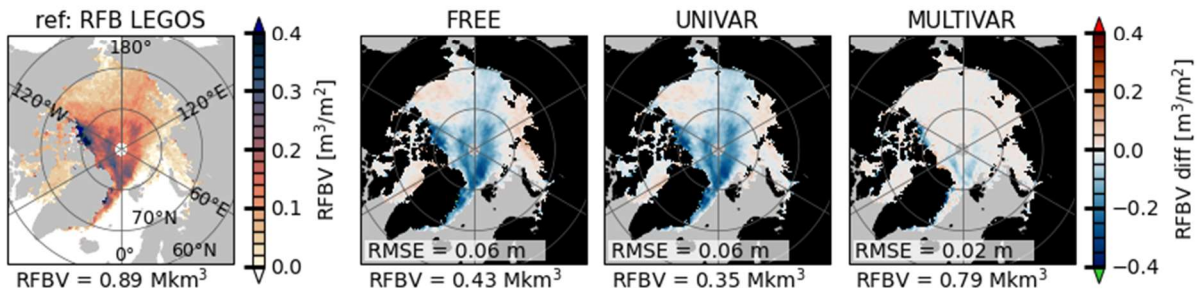 ref: RFB LEGOS
180°
120°W
120°E
60°E
70°N
60°N
0°
RFBV = 0.89 Mkm³
0.4
0.3
0.2
0.1
0.0
RFBV [m³/m²]
FREE
RMSE = 0.06 m
RFBV = 0.43 Mkm³
UNIVAR
RMSE = 0.06 m
RFBV = 0.35 Mkm³
MULTIVAR
RMSE = 0.02 m
RFBV = 0.79 Mkm³
0.4
0.2
0.0
−0.2
−0.4
RFBV diff [m³/m²]